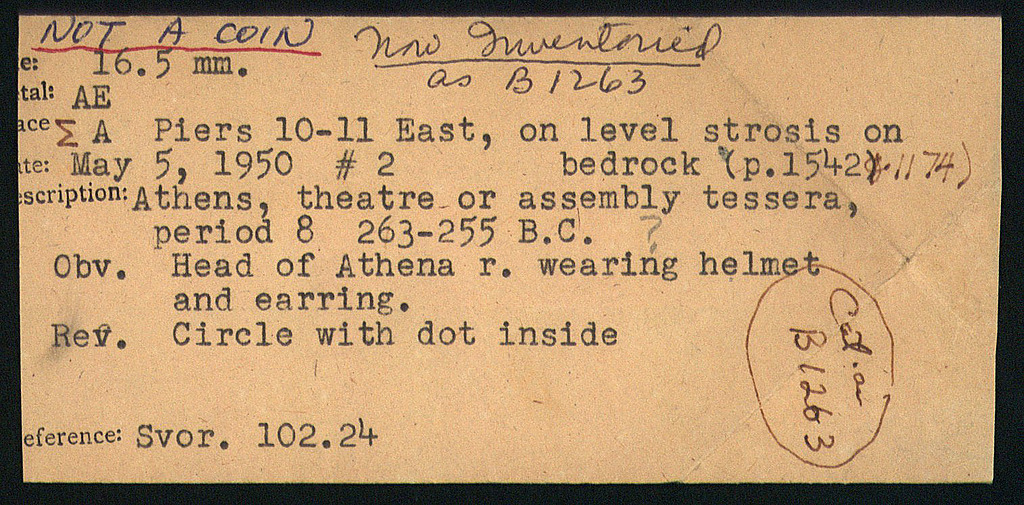 NOT A COIN
Now Inventoried
as B 1263
e: 16.5 mm.
tal: AE
ace Σ A Piers 10-11 East, on level strosis on
te: May 5, 1950 # 2 bedrock (p.1542
1174)
scription: Athens, theatre or assembly tessera,
period 8 263-255 B.C. ?
Obv. Head of Athena r. wearing helmet
and earring.
Rev. Circle with dot inside
Cat. as
B1263
eference: Svor. 102.24